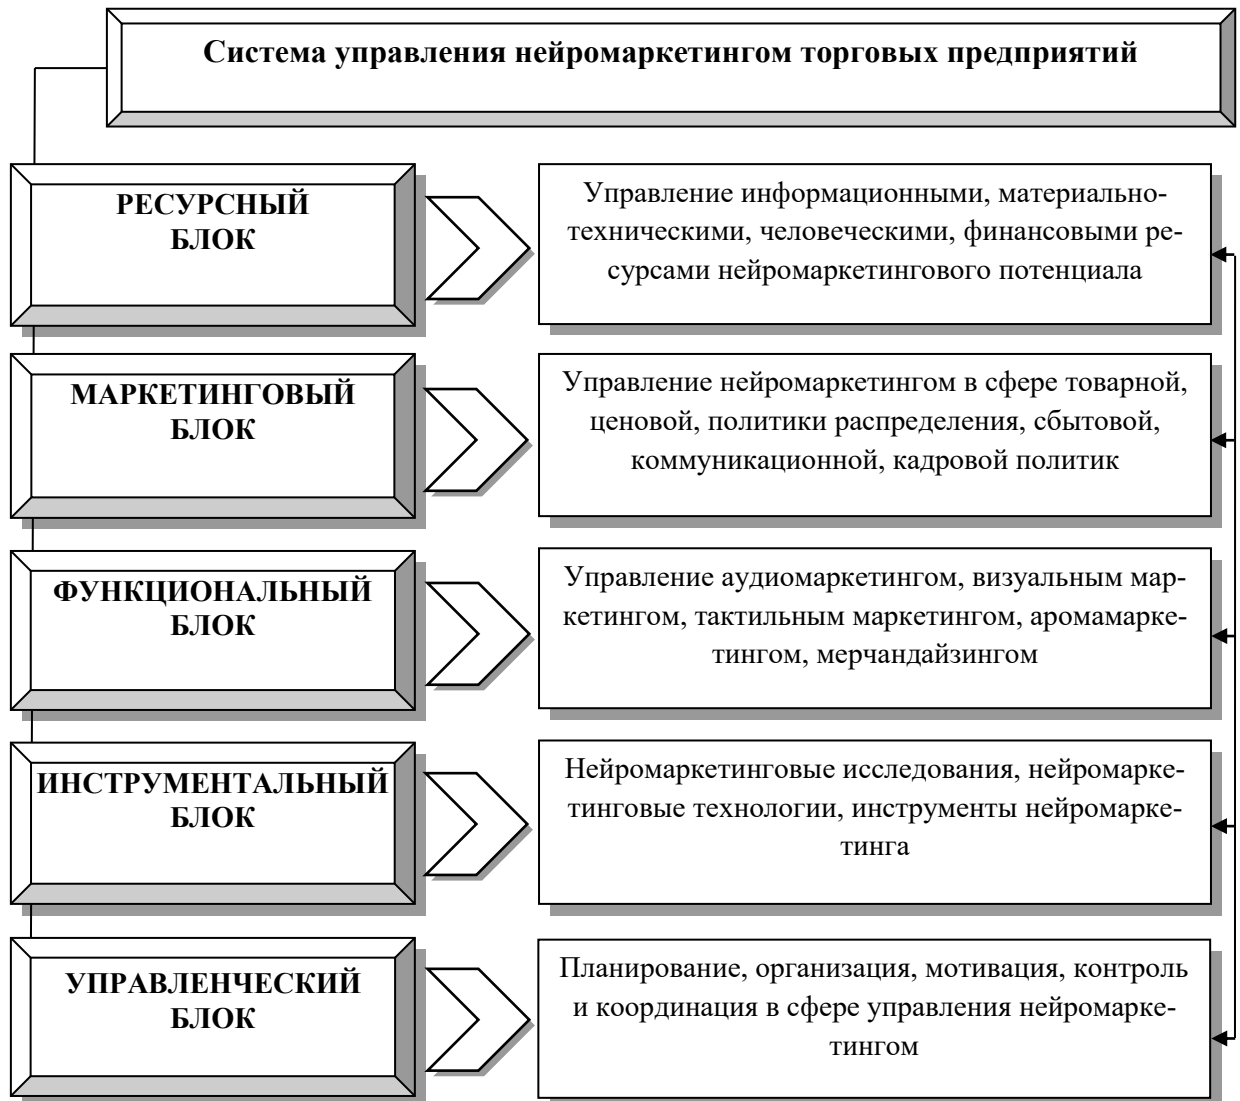 Система управления нейромаркетингом торговых предприятий
РЕСУРСНЫЙ
БЛОК
Управление информационными, материально-
техническими, человеческими, финансовыми ре-
сурсами нейромаркетингового потенциала
МАРКЕТИНГОВЫЙ
БЛОК
Управление нейромаркетингом в сфере товарной,
ценовой, политики распределения, сбытовой,
коммуникационной, кадровой политик
ФУНКЦИОНАЛЬНЫЙ
БЛОК
Управление аудиомаркетингом, визуальным мар-
кетингом, тактильным маркетингом, аромамарке-
тингом, мерчандайзингом
ИНСТРУМЕНТАЛЬНЫЙ
БЛОК
Нейромаркетинговые исследования, нейромарке-
тинговые технологии, инструменты нейромарке-
тинга
УПРАВЛЕНЧЕСКИЙ
БЛОК
Планирование, организация, мотивация, контроль
и координация в сфере управления нейромарке-
тингом